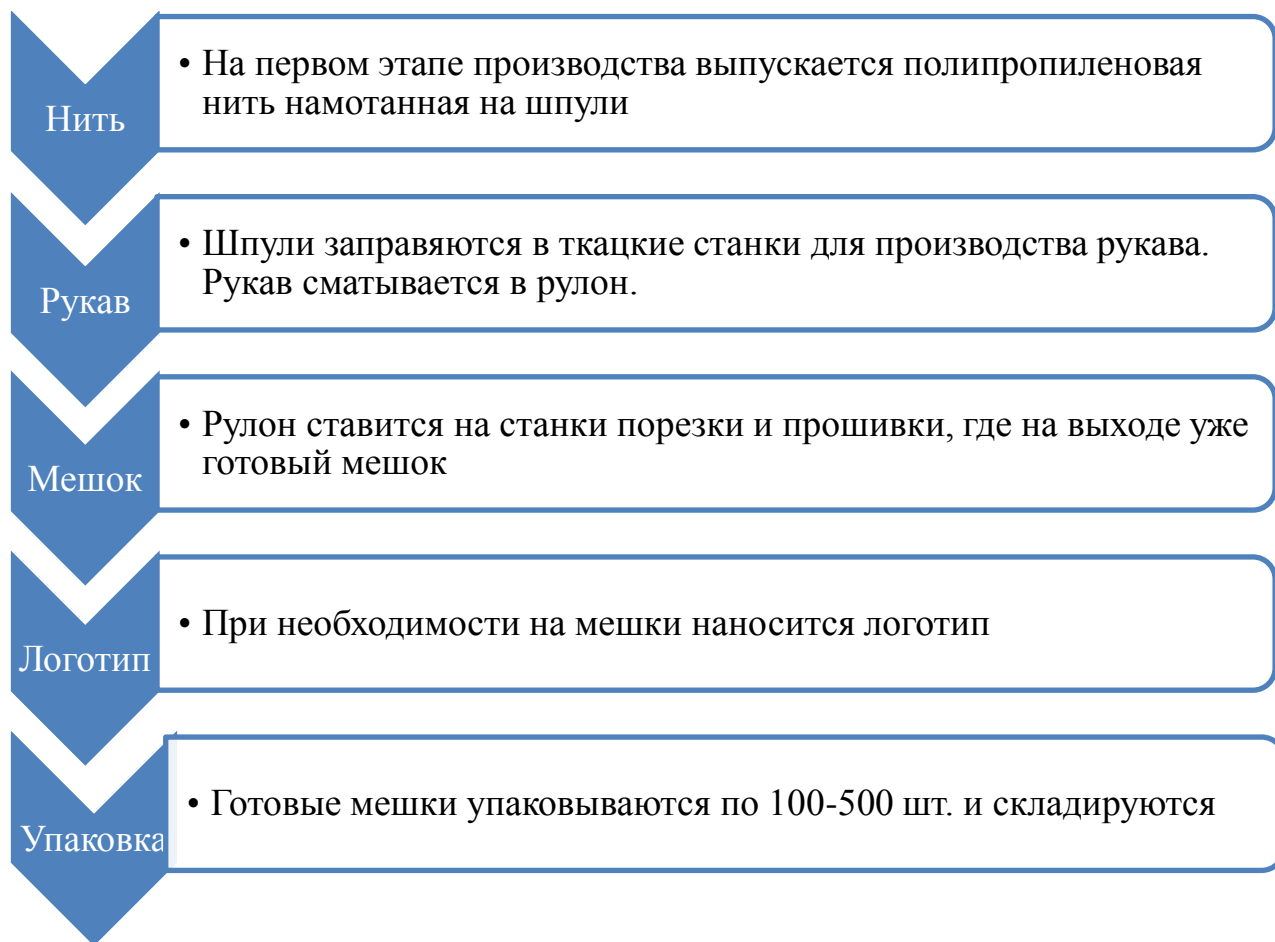 Нить
• На первом этапе производства выпускается полипропиленовая
нить намотанная на шпули
Рукав
• Шпули заправяются в ткацкие станки для производства рукава.
Рукав сматывается в рулон.
Мешок
• Рулон ставится на станки порезки и прошивки, где на выходе уже
готовый мешок
Логотип
• При необходимости на мешки наносится логотип
Упаковка
• Готовые мешки упаковываются по 100-500 шт. и складируются